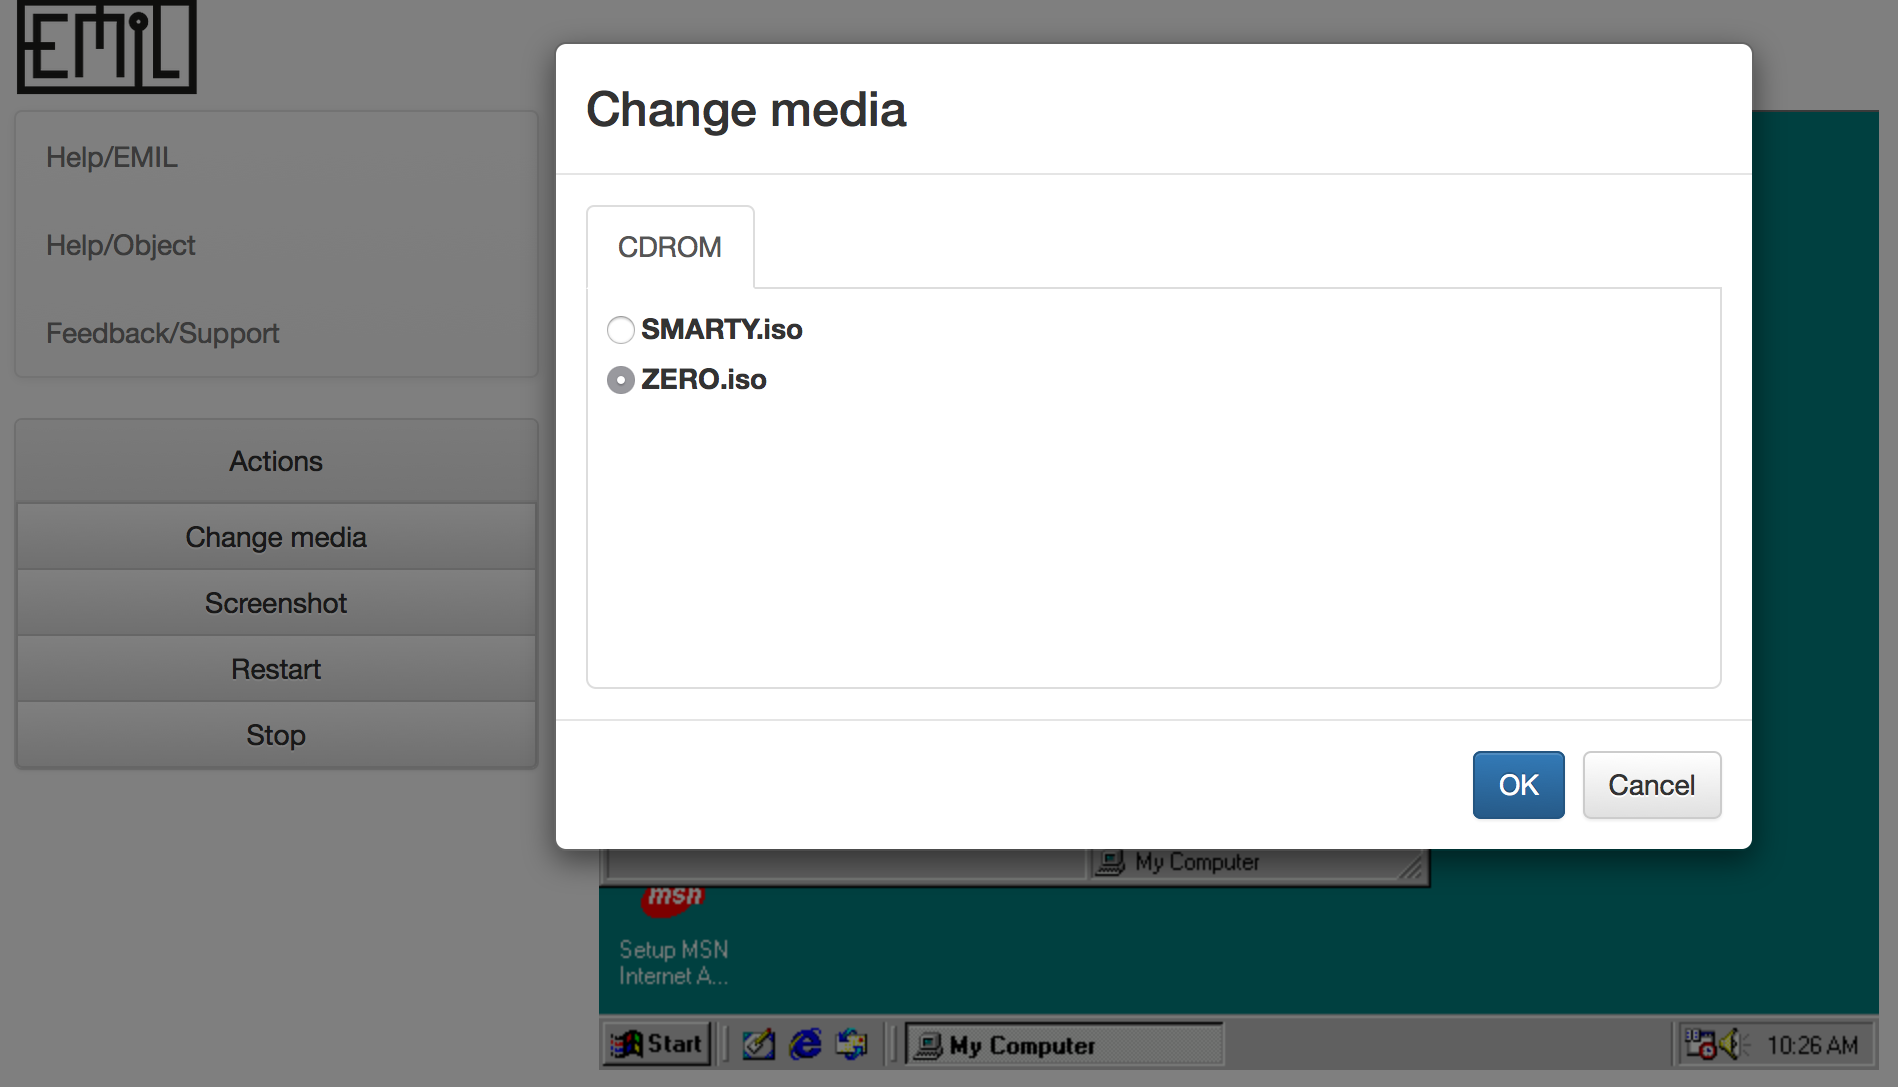 EMIL
Help/EMIL
Help/Object
Feedback/Support
Actions
Change media
Screenshot
Restart
Stop
Change media
CDROM
SMARTY.iso
ZERO.iso
OK
Cancel
My Computer
msn
Setup MSN
Internet A...
Start
My Computer
10:26 AM